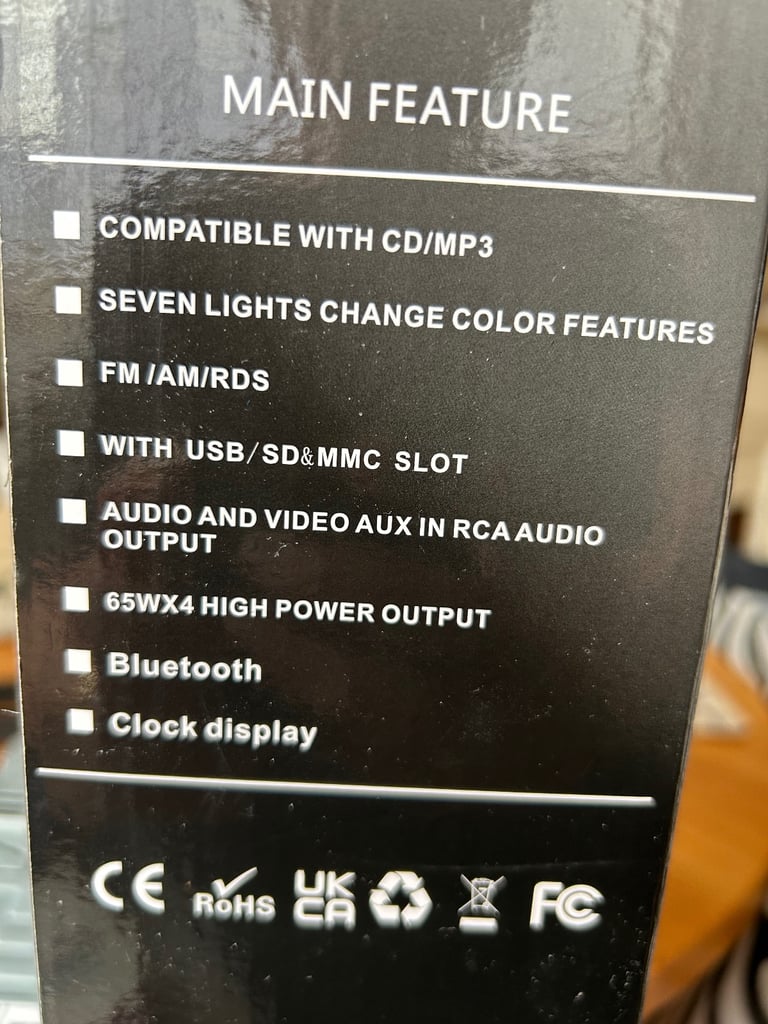 MAIN FEATURE
COMPATIBLE WITH CD/MP3
SEVEN LIGHTS CHANGE COLOR FEATURES
FM /AM/RDS
WITH USB/SD&MMC SLOT
AUDIO AND VIDEO AUX IN RCA AUDIO
OUTPUT
65WX4 HIGH POWER OUTPUT
Bluetooth
Clock display
CE RoHS UK CA FC